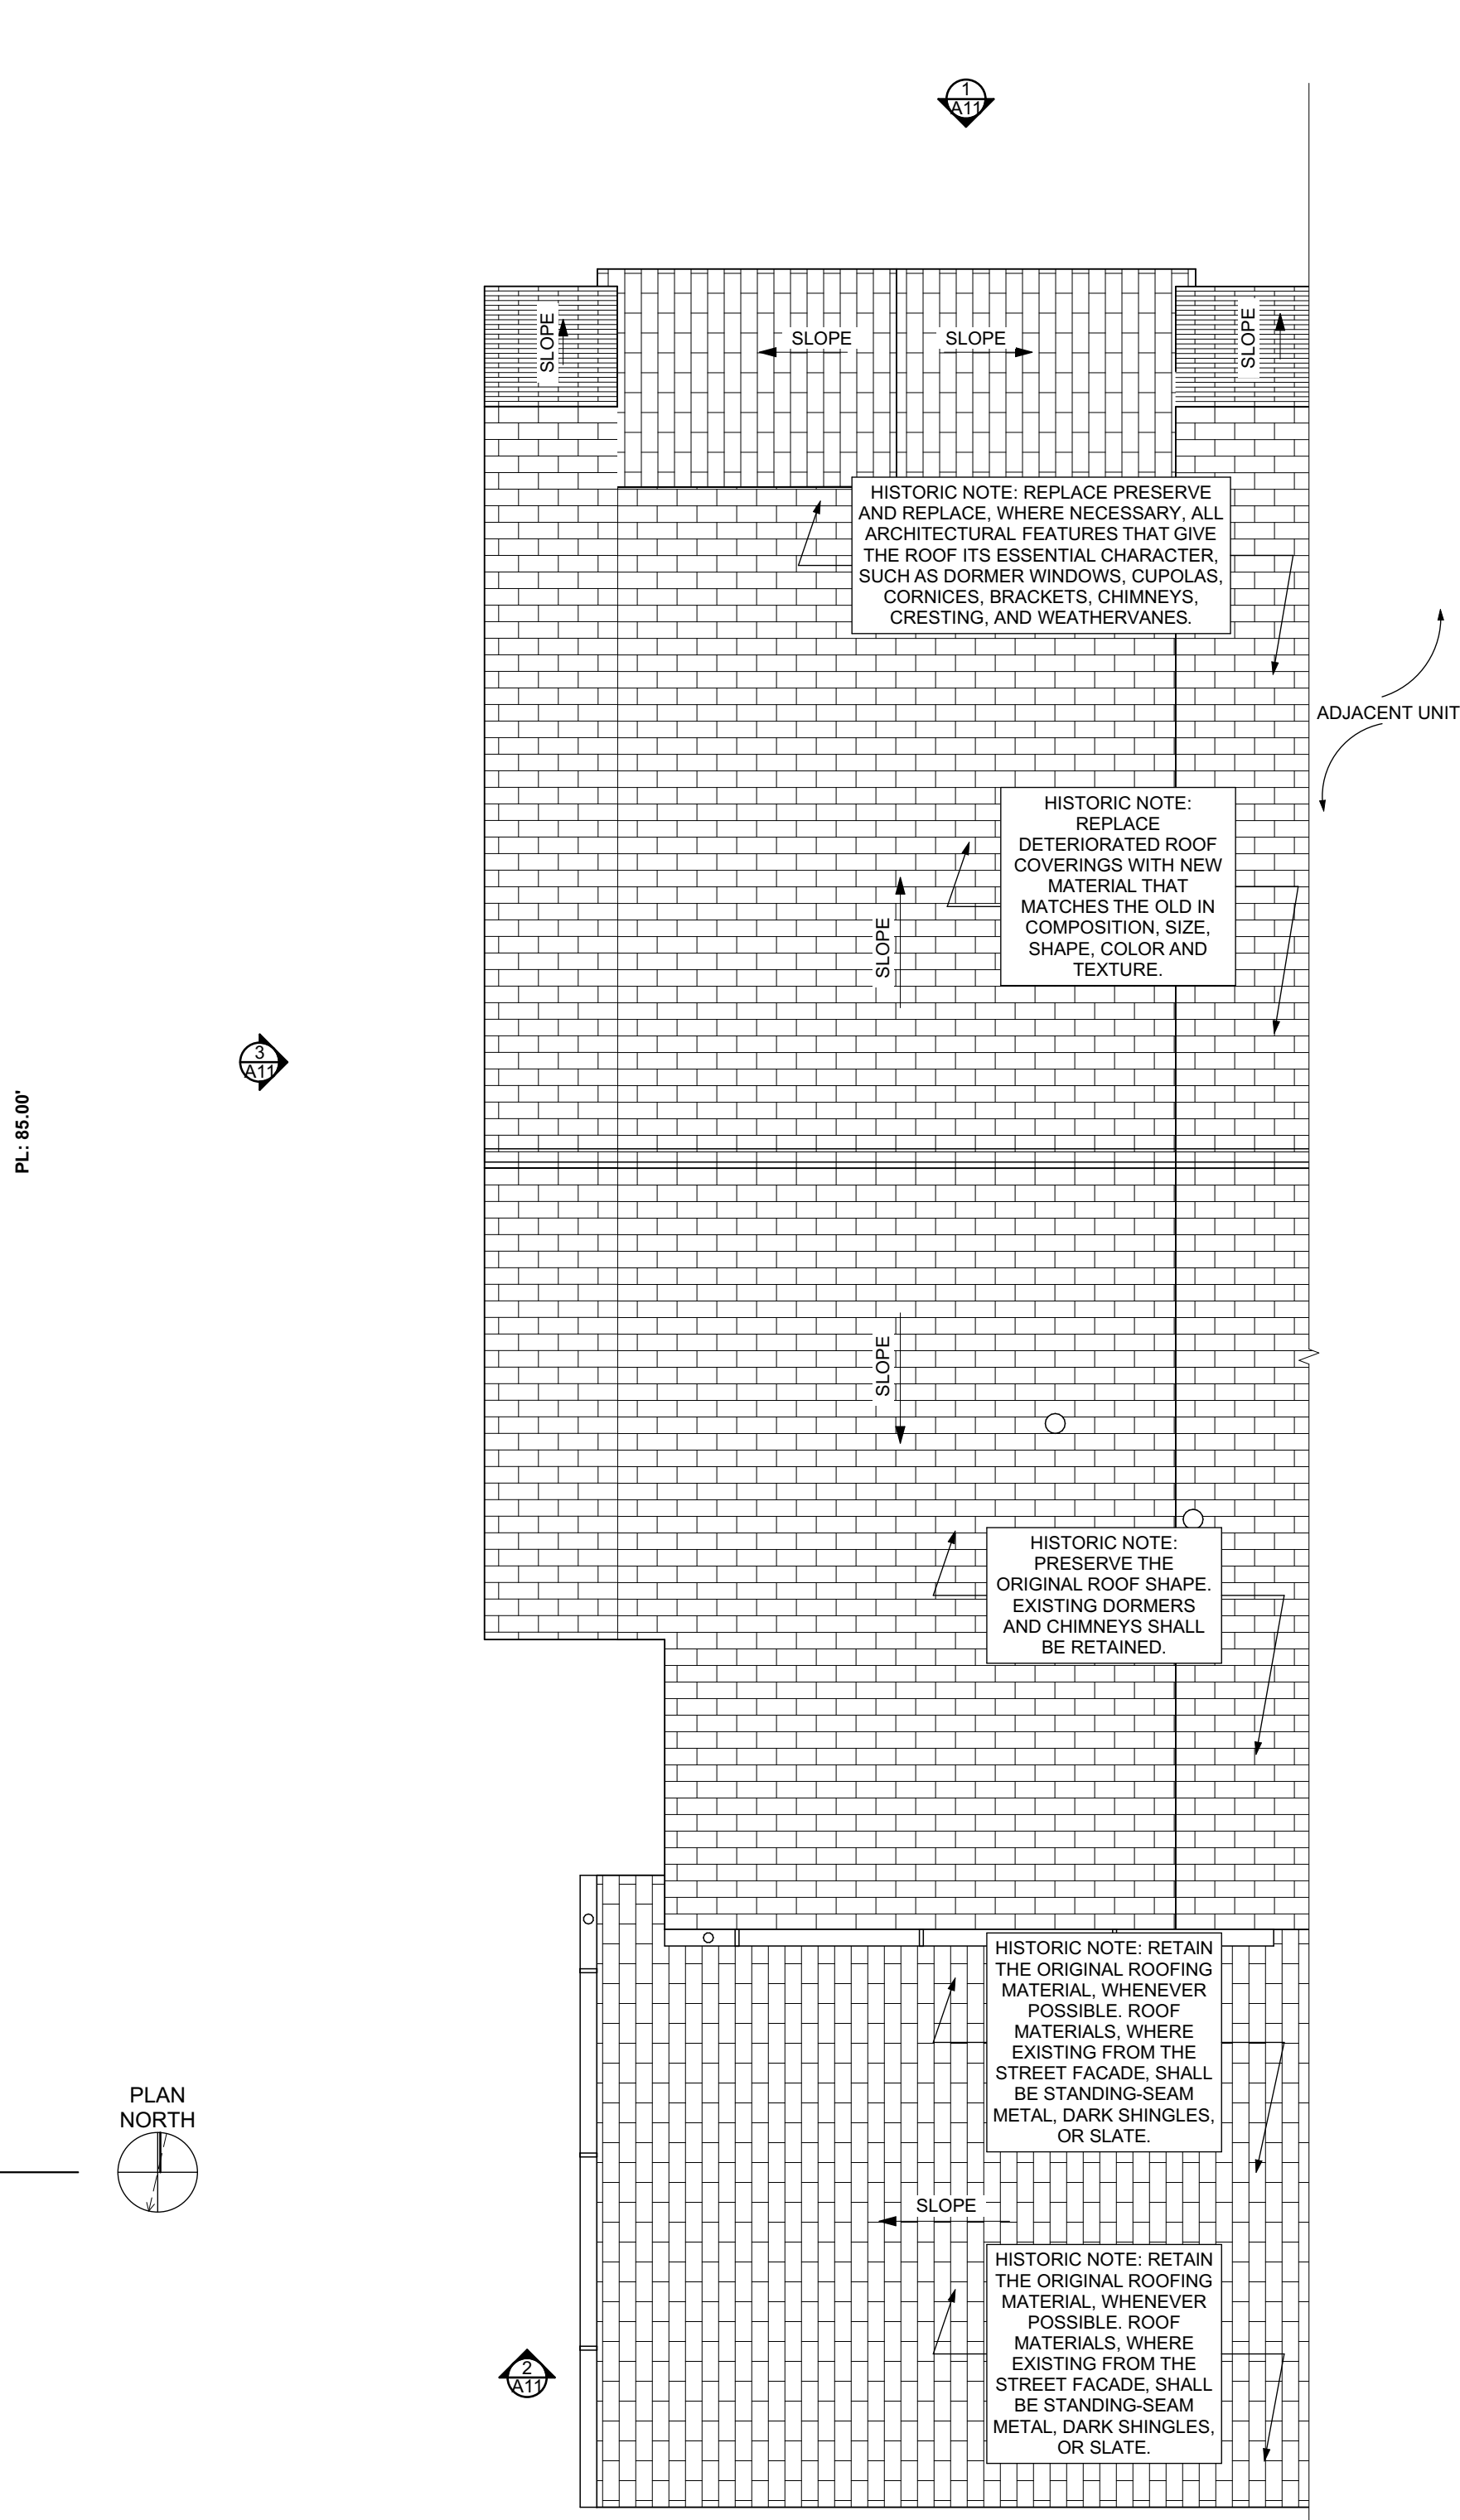 1
A11
SLOPE
SLOPE
SLOPE
SLOPE
HISTORIC NOTE: REPLACE PRESERVE
AND REPLACE, WHERE NECESSARY, ALL
ARCHITECTURAL FEATURES THAT GIVE
THE ROOF ITS ESSENTIAL CHARACTER,
SUCH AS DORMER WINDOWS, CUPOLAS,
CORNICES, BRACKETS, CHIMNEYS,
CRESTING, AND WEATHERVANES.
ADJACENT UNIT
HISTORIC NOTE:
REPLACE
DETERIORATED ROOF
COVERINGS WITH NEW
MATERIAL THAT
MATCHES THE OLD IN
COMPOSITION, SIZE,
SHAPE, COLOR AND
TEXTURE.
SLOPE
3
A11
PL: 85.00'
SLOPE
HISTORIC NOTE:
PRESERVE THE
ORIGINAL ROOF SHAPE.
EXISTING DORMERS
AND CHIMNEYS SHALL
BE RETAINED.
HISTORIC NOTE: RETAIN
THE ORIGINAL ROOFING
MATERIAL, WHENEVER
POSSIBLE. ROOF
MATERIALS, WHERE
EXISTING FROM THE
STREET FACADE, SHALL
BE STANDING-SEAM
METAL, DARK SHINGLES,
OR SLATE.
PLAN
NORTH
SLOPE
HISTORIC NOTE: RETAIN
THE ORIGINAL ROOFING
MATERIAL, WHENEVER
POSSIBLE. ROOF
MATERIALS, WHERE
EXISTING FROM THE
STREET FACADE, SHALL
BE STANDING-SEAM
METAL, DARK SHINGLES,
OR SLATE.
2
A11